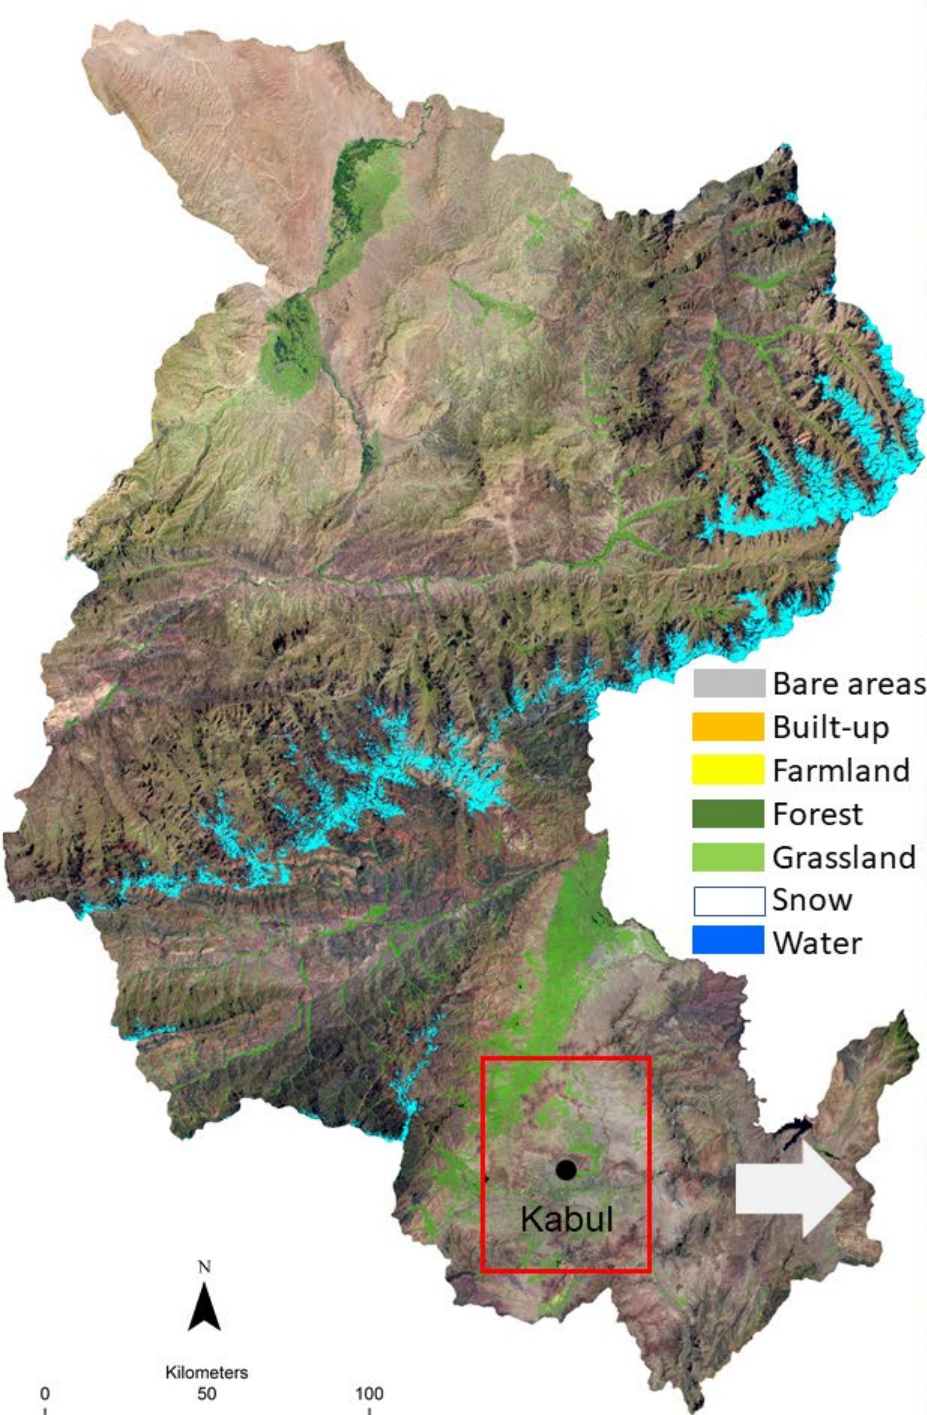 Bare areas
Built-up
Farmland
Forest
Grassland
Snow
Water
Kabul
N
Kilometers
0 50 100